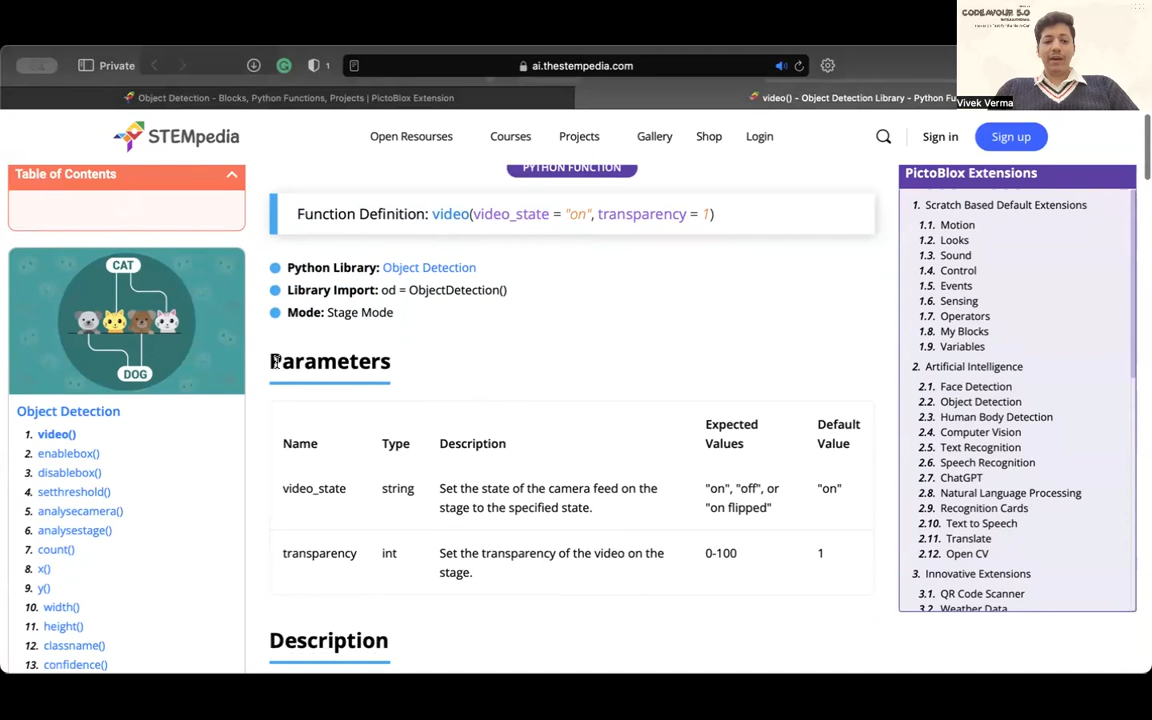 CODEAVOUR 5.0
Vivek Verma
Private
1
ai.thestempedia.com
Object Detection - Blocks, Python Functions, Projects | PictoBlox Extension
video() - Object Detection Library - Python Fu
STEMpedia
Open Resourses
Courses
Projects
Gallery
Shop
Login
Sign in
Sign up
Table of Contents
CAT
DOG
Object Detection
1. video()
2. enablebox()
3. disablebox()
4. setthreshold()
5. analysecamera()
6. analysestage()
7. count()
8. x()
9. y()
10. width()
11. height()
12. classname()
13. confidence()
PYTHON FUNCTION
Function Definition: video(video_state = "on", transparency = 1)
Python Library: Object Detection
Library Import: od = ObjectDetection()
Mode: Stage Mode
Parameters
Name Type Description Expected Values Default Value
video_state string Set the state of the camera feed on the stage to the specified state. "on", "off", or "on flipped" "on"
transparency int Set the transparency of the video on the stage. 0-100 1
Description
PictoBlox Extensions
1. Scratch Based Default Extensions
1.1. Motion
1.2. Looks
1.3. Sound
1.4. Control
1.5. Events
1.6. Sensing
1.7. Operators
1.8. My Blocks
1.9. Variables
2. Artificial Intelligence
2.1. Face Detection
2.2. Object Detection
2.3. Human Body Detection
2.4. Computer Vision
2.5. Text Recognition
2.6. Speech Recognition
2.7. ChatGPT
2.8. Natural Language Processing
2.9. Recognition Cards
2.10. Text to Speech
2.11. Translate
2.12. Open CV
3. Innovative Extensions
3.1. QR Code Scanner
3.2. Weather Data